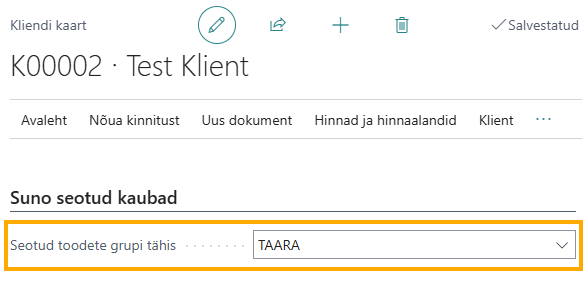 Kliendi kaart
Salvestatud
K00002 · Test Klient
Avaleht Nõua kinnitust Uus dokument Hinnad ja hinnaalandid Klient ...
Suno seotud kaubad
Seotud toodete grupi tähis TAARA